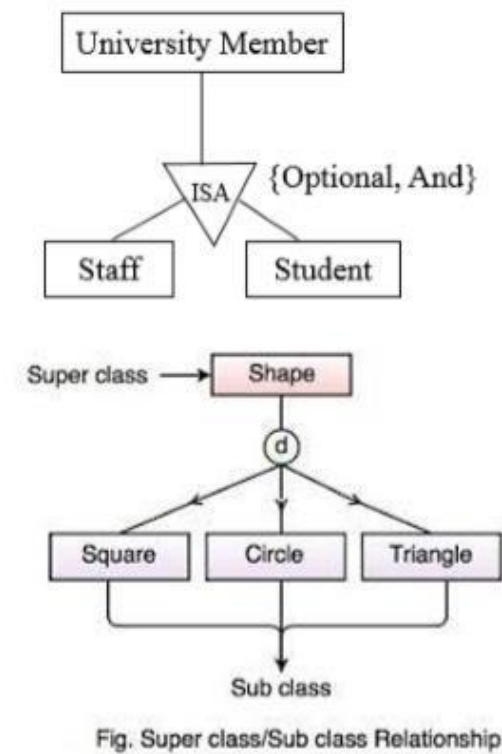 University Member
ISA {Optional, And}
Staff Student
Super class Shape
d
Square Circle Triangle
Sub class
Fig. Super class/Sub class Relationship